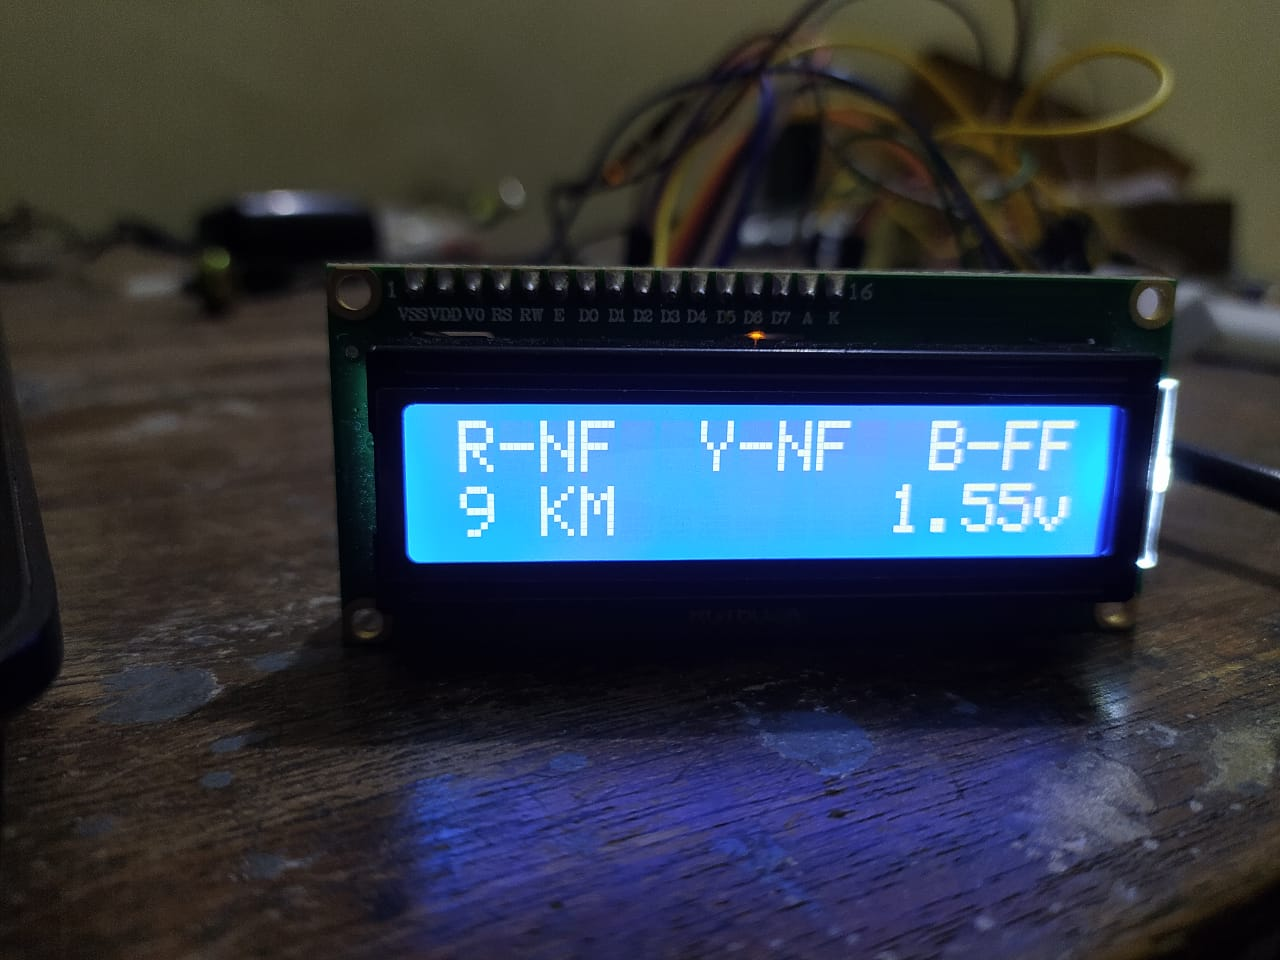 1 16
VSS VDD V0 RS RW E D0 D1 D2 D3 D4 D5 D6 D7 A K
R-NF Y-NF B-FF
9 KM 1.55v